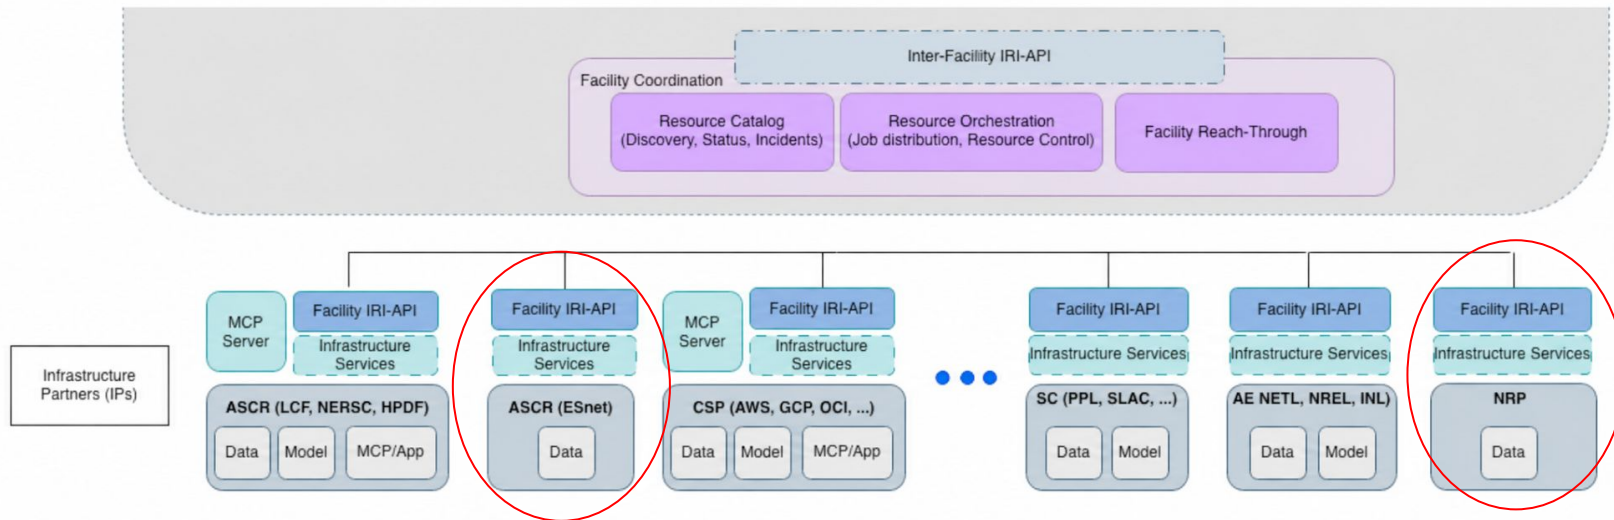 Inter-Facility IRI-API
Facility Coordination
Resource Catalog
(Discovery, Status, Incidents)
Resource Orchestration
(Job distribution, Resource Control)
Facility Reach-Through
Infrastructure
Partners (IPs)
MCP
Server
Facility IRI-API
Infrastructure
Services
ASCR (LCF, NERSC, HPDF)
Data
Model
MCP/App
Facility IRI-API
Infrastructure
Services
ASCR (ESnet)
Data
MCP
Server
Facility IRI-API
Infrastructure
Services
CSP (AWS, GCP, OCI, ...)
Data
Model
MCP/App
Facility IRI-API
Infrastructure Services
SC (PPL, SLAC, ...)
Data
Model
Facility IRI-API
Infrastructure Services
AE NETL, NREL, INL)
Data
Model
Facility IRI-API
Infrastructure Services
NRP
Data